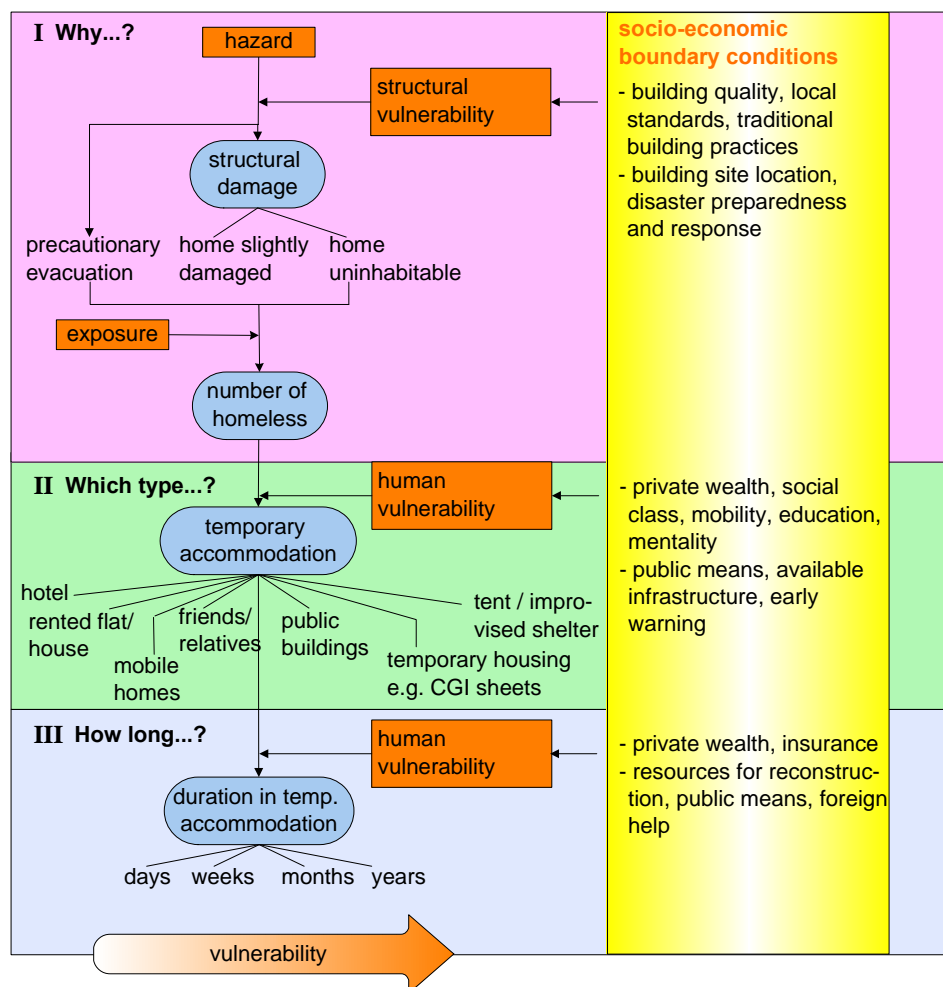 I Why...?
hazard
structural
vulnerability
structural
damage
precautionary
evacuation
home slightly
damaged
home
uninhabitable
exposure
number of
homeless
socio-economic
boundary conditions
- building quality, local
standards, traditional
building practices
- building site location,
disaster preparedness
and response
II Which type...?
human
vulnerability
temporary
accommodation
hotel
rented flat/
house
mobile
homes
friends/
relatives
public
buildings
temporary housing
e.g. CGI sheets
tent / impro-
vised shelter
- private wealth, social
class, mobility, education,
mentality
- public means, available
infrastructure, early
warning
III How long...?
human
vulnerability
duration in temp.
accommodation
days
weeks
months
years
- private wealth, insurance
- resources for reconstruc-
tion, public means, foreign
help
vulnerability